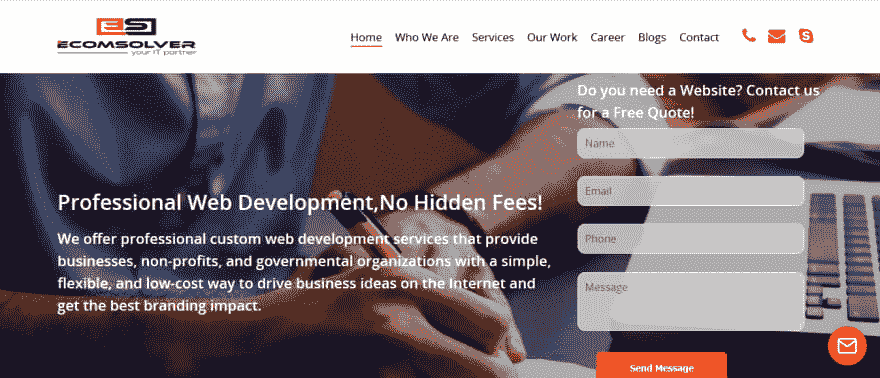 ES
ECOMSOLVER
your IT partner
Home Who We Are Services Our Work Career Blogs Contact
Do you need a Website? Contact us
for a Free Quote!
Name
Email
Phone
Message
Send Message
Professional Web Development,No Hidden Fees!
We offer professional custom web development services that provide
businesses, non-profits, and governmental organizations with a simple,
flexible, and low-cost way to drive business ideas on the Internet and
get the best branding impact.